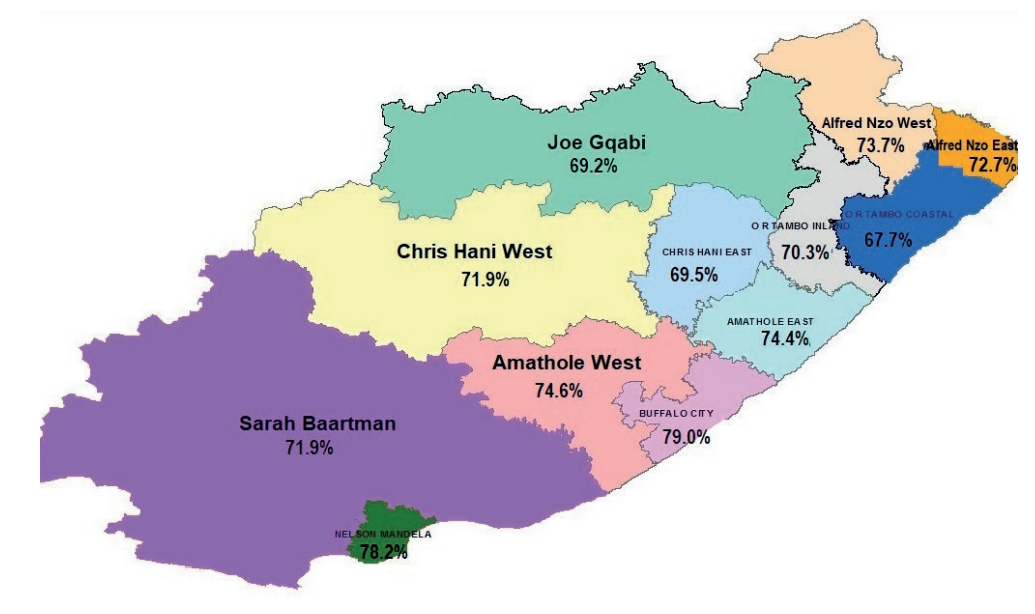 Alfred Nzo West
73.7%
Alfred Nzo East
72.7%
Joe Gqabi
69.2%
O R TAMBO COASTAL
67.7%
O R TAMBO INLAND
70.3%
Chris Hani West
71.9%
CHRIS HANI EAST
69.5%
AMATHOLE EAST
74.4%
Amathole West
74.6%
BUFFALO CITY
79.0%
Sarah Baartman
71.9%
NELSON MANDELA
78.2%